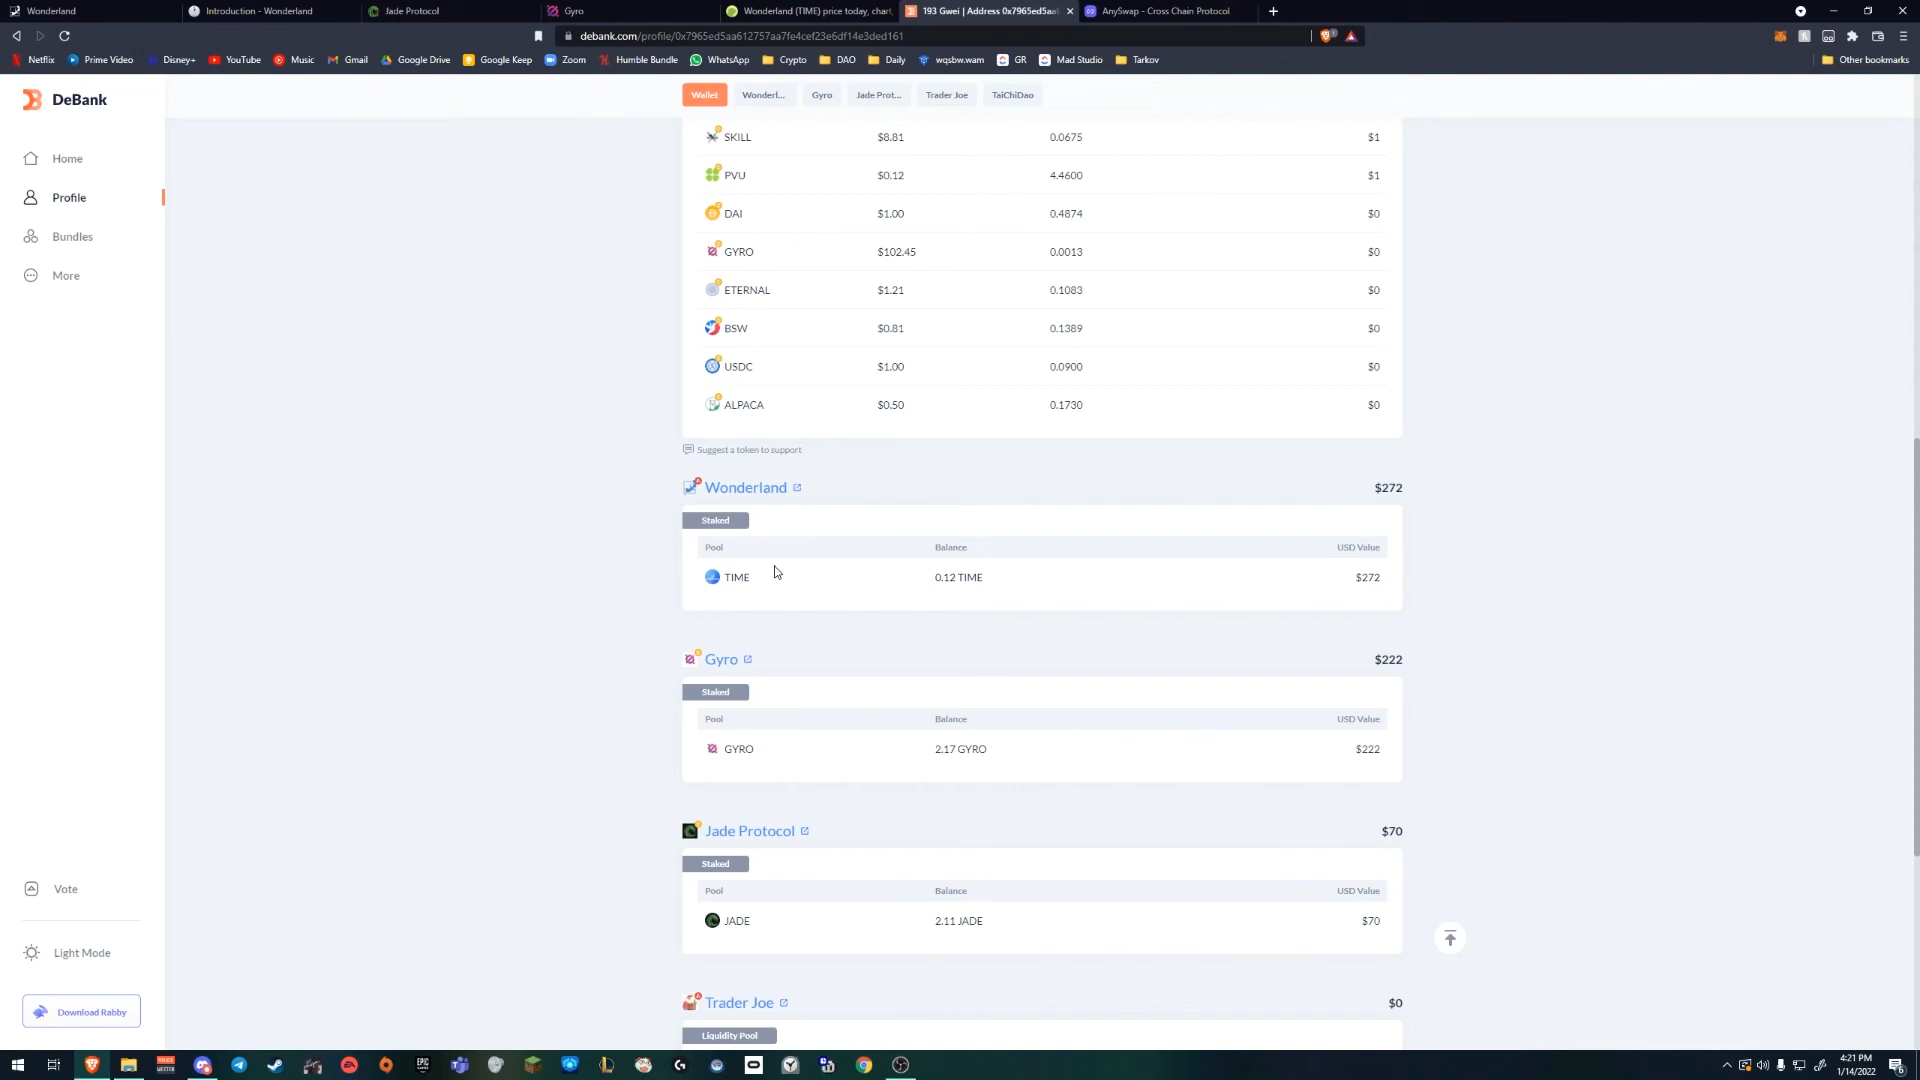 Wonderland
Introduction - Wonderland
Jade Protocol
Gyro
Wonderland (TIME) price today, chart,
193 Gwei | Address 0x7965ed5aa
AnySwap - Cross Chain Protocol
debank.com/profile/0x7965ed5aa612757aa7fe4cef23e6df14e3ded161
Netflix
Prime Video
Disney+
YouTube
Music
Gmail
Google Drive
Google Keep
Zoom
Humble Bundle
WhatsApp
Crypto
DAO
Daily
wqsbw.wam
GR
Mad Studio
Tarkov
Other bookmarks
DeBank
Home
Profile
Bundles
More
Vote
Light Mode
Download Rabby
Wallet
Wonderl...
Gyro
Jade Prot...
Trader Joe
TaiChiDao
SKILL $8.81 0.0675 $1
PVU $0.12 4.4600 $1
DAI $1.00 0.4874 $0
GYRO $102.45 0.0013 $0
ETERNAL $1.21 0.1083 $0
BSW $0.81 0.1389 $0
USDC $1.00 0.0900 $0
ALPACA $0.50 0.1730 $0
Suggest a token to support
Wonderland $272
Staked
Pool Balance USD Value
TIME 0.12 TIME $272
Gyro $222
Staked
Pool Balance USD Value
GYRO 2.17 GYRO $222
Jade Protocol $70
Staked
Pool Balance USD Value
JADE 2.11 JADE $70
Trader Joe $0
Liquidity Pool
4:21 PM
1/14/2022